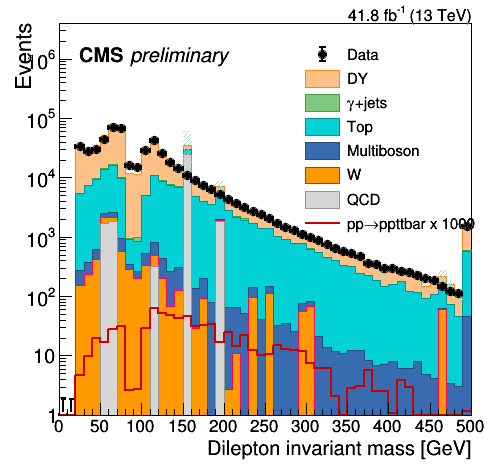 41.8 fb⁻¹ (13 TeV)
Events
CMS preliminary
Data
DY
γ+jets
Top
Multiboson
W
QCD
pp→ppttbar x 1000
10⁶
10⁵
10⁴
10³
10²
10
1
0 50 100 150 200 250 300 350 400 450 500
Dilepton invariant mass [GeV]